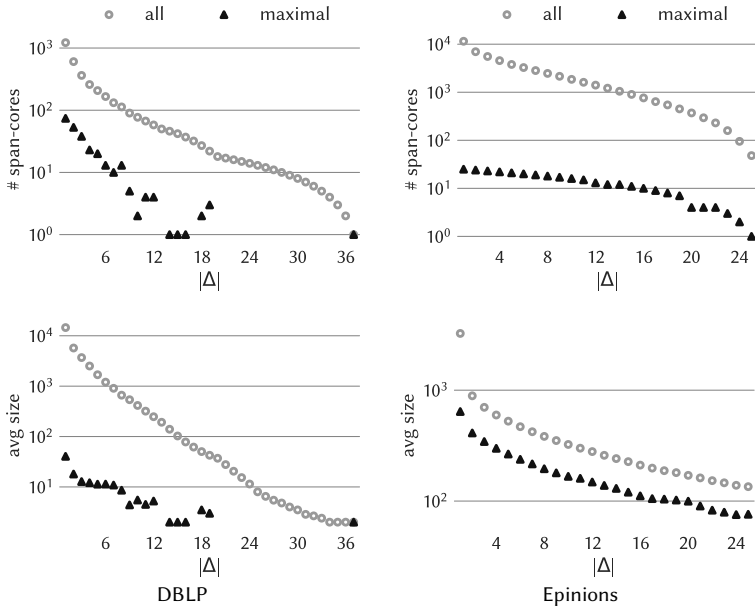 all maximal
# span-cores
10³
10²
10¹
10⁰
6 12 18 24 30 36
|Δ|
all maximal
# span-cores
10⁴
10³
10²
10¹
10⁰
4 8 12 16 20 24
|Δ|
avg size
10⁴
10³
10²
10¹
6 12 18 24 30 36
|Δ|
DBLP
avg size
10³
10²
4 8 12 16 20 24
|Δ|
Epinions